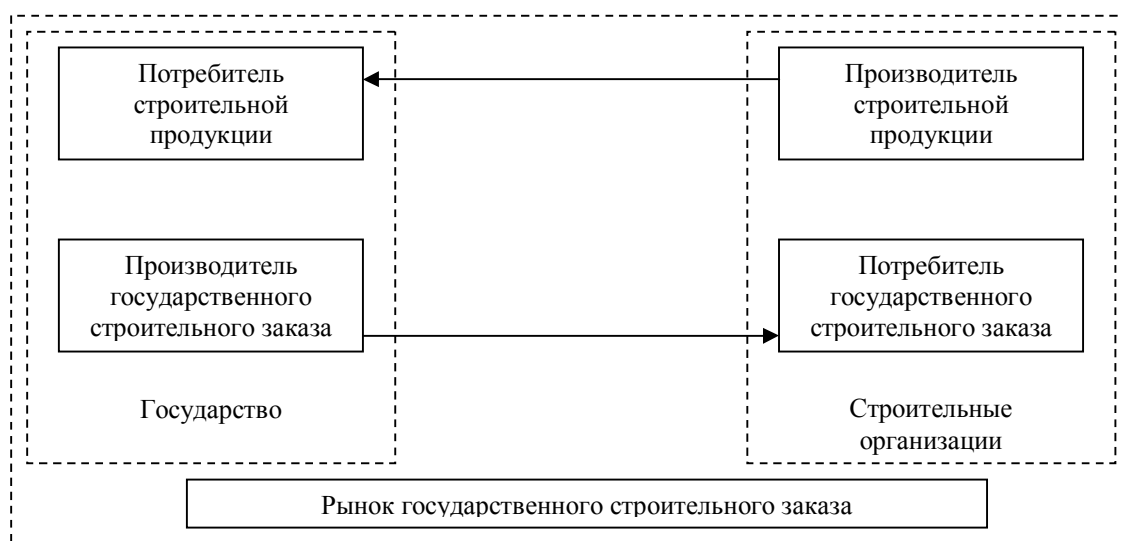 Потребитель
строительной
продукции
Производитель
строительной
продукции
Производитель
государственного
строительного заказа
Потребитель
государственного
строительного заказа
Государство
Строительные
организации
Рынок государственного строительного заказа